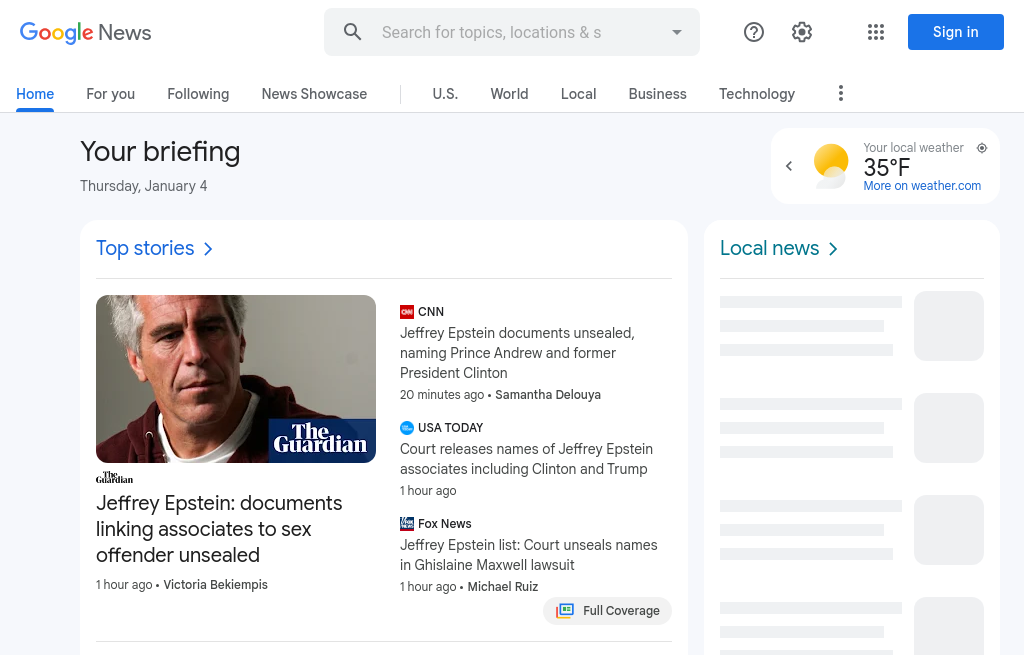 Google News
Search for topics, locations & s
Sign in
Home
For you
Following
News Showcase
U.S.
World
Local
Business
Technology
Your briefing
Thursday, January 4
Your local weather
35°F
More on weather.com
Top stories
The
Guardian
The
Guardian
Jeffrey Epstein: documents
linking associates to sex
offender unsealed
1 hour ago • Victoria Bekiempis
CNN
CNN
Jeffrey Epstein documents unsealed,
naming Prince Andrew and former
President Clinton
20 minutes ago • Samantha Delouya
USA TODAY
Court releases names of Jeffrey Epstein
associates including Clinton and Trump
1 hour ago
Fox News
Jeffrey Epstein list: Court unseals names
in Ghislaine Maxwell lawsuit
1 hour ago • Michael Ruiz
Full Coverage
Local news